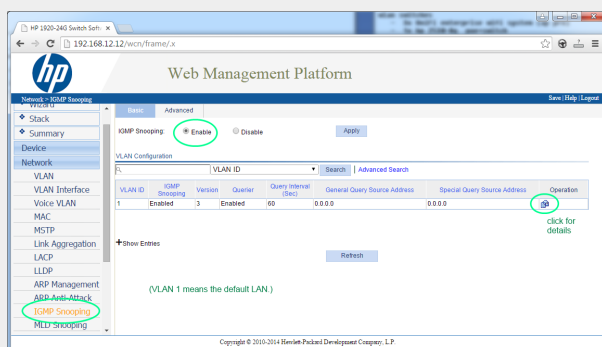 HP 1920-24G Switch Soft
192.168.12.12/wcn/frame/.x
hp
Web Management Platform
Network > IGMP Snooping
Save | Help | Logout
Wizard
Stack
Summary
Device
Network
VLAN
VLAN Interface
Voice VLAN
MAC
MSTP
Link Aggregation
LACP
LLDP
ARP Management
ARP Anti-Attack
IGMP Snooping
MLD Snooping
Basic Advanced
IGMP Snooping: Enable Disable Apply
VLAN Configuration
VLAN ID Search | Advanced Search
VLAN ID IGMP Snooping Version Querier Query Interval (Sec) General Query Source Address Special Query Source Address Operation
1 Enabled 3 Enabled 60 0.0.0.0 0.0.0.0
click for
details
+Show Entries
Refresh
(VLAN 1 means the default LAN.)
Copyright © 2010-2014 Hewlett-Packard Development Company, L.P.